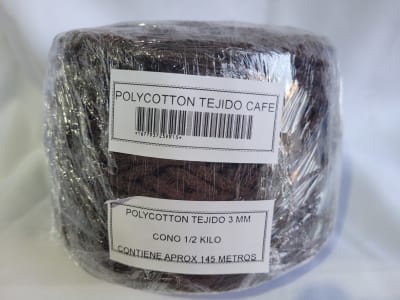 POLYCOTTON TEJIDO CAFE
POLYCOTTON TEJIDO 3 MM
CONO 1/2 KILO
CONTIENE APROX 145 METROS